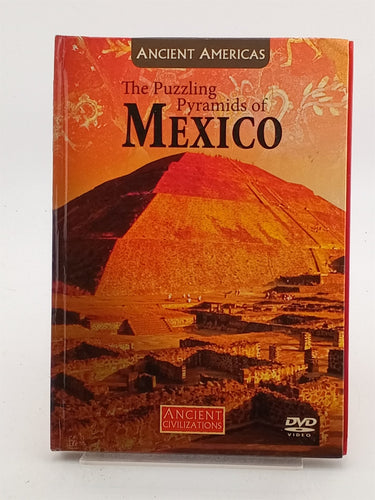 ANCIENT AMERICAS
The Puzzling
Pyramids of
MEXICO
ANCIENT
CIVILIZATIONS
DVD
VIDEO